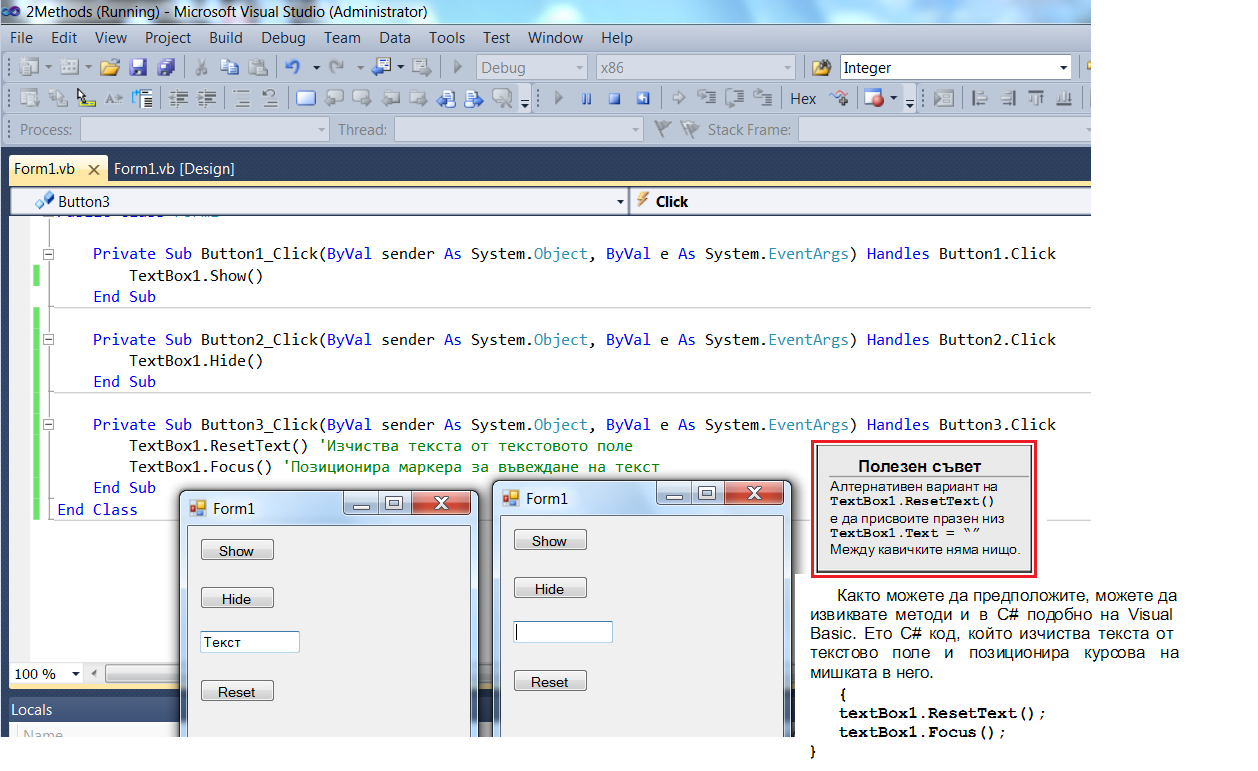 2Methods (Running) - Microsoft Visual Studio (Administrator)
File Edit View Project Build Debug Team Data Tools Test Window Help
Debug x86 Integer
Hex
Process: Thread: Stack Frame:
Form1.vb Form1.vb [Design]
Button3 Click
Public Class Form1
Private Sub Button1_Click(ByVal sender As System.Object, ByVal e As System.EventArgs) Handles Button1.Click
TextBox1.Show()
End Sub
Private Sub Button2_Click(ByVal sender As System.Object, ByVal e As System.EventArgs) Handles Button2.Click
TextBox1.Hide()
End Sub
Private Sub Button3_Click(ByVal sender As System.Object, ByVal e As System.EventArgs) Handles Button3.Click
TextBox1.ResetText() 'Изчиства текста от текстовото поле
TextBox1.Focus() 'Позиционира маркера за въвеждане на текст
End Sub
End Class
100 %
Locals
Name
Form1
Show
Hide
Текст
Reset
Form1
Show
Hide
Reset
Полезен съвет
Алтернативен вариант на
TextBox1.ResetText()
е да присвоите празен низ
TextBox1.Text = “”
Между кавичките няма нищо.
Както можете да предположите, можете да
извиквате методи и в C# подобно на Visual
Basic. Ето C# код, който изчиства текста от
текстово поле и позиционира курсова на
мишката в него.
{
textBox1.ResetText();
textBox1.Focus();
}